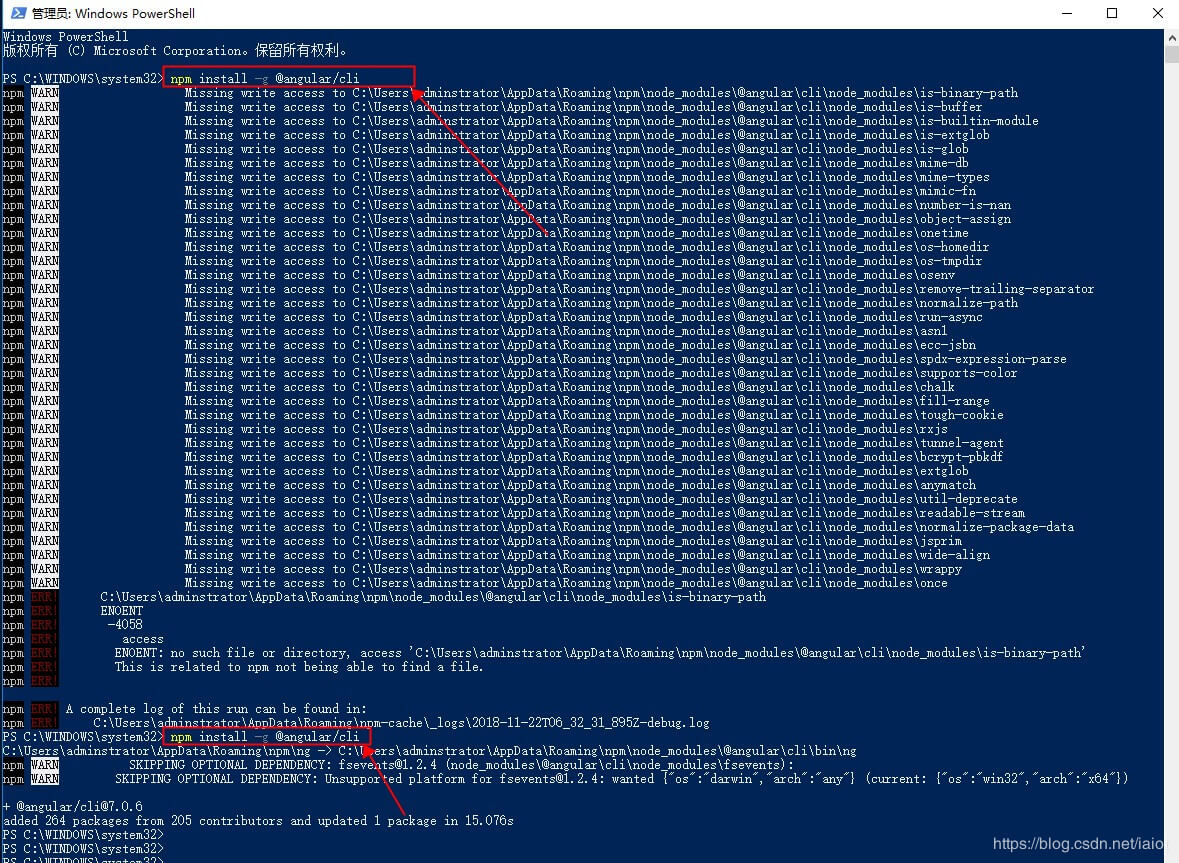 管理员: Windows PowerShell
Windows PowerShell
版权所有 (C) Microsoft Corporation。保留所有权利。
PS C:\WINDOWS\system32> npm install -g @angular/cli
npm WARN Missing write access to C:\Users\adminstrator\AppData\Roaming\npm\node_modules\@angular\cli\node_modules\is-binary-path
npm WARN Missing write access to C:\Users\adminstrator\AppData\Roaming\npm\node_modules\@angular\cli\node_modules\is-buffer
npm WARN Missing write access to C:\Users\adminstrator\AppData\Roaming\npm\node_modules\@angular\cli\node_modules\is-builtin-module
npm WARN Missing write access to C:\Users\adminstrator\AppData\Roaming\npm\node_modules\@angular\cli\node_modules\is-extglob
npm WARN Missing write access to C:\Users\adminstrator\AppData\Roaming\npm\node_modules\@angular\cli\node_modules\is-glob
npm WARN Missing write access to C:\Users\adminstrator\AppData\Roaming\npm\node_modules\@angular\cli\node_modules\mime-db
npm WARN Missing write access to C:\Users\adminstrator\AppData\Roaming\npm\node_modules\@angular\cli\node_modules\mime-types
npm WARN Missing write access to C:\Users\adminstrator\AppData\Roaming\npm\node_modules\@angular\cli\node_modules\mimic-fn
npm WARN Missing write access to C:\Users\adminstrator\AppData\Roaming\npm\node_modules\@angular\cli\node_modules\number-is-nan
npm WARN Missing write access to C:\Users\adminstrator\AppData\Roaming\npm\node_modules\@angular\cli\node_modules\object-assign
npm WARN Missing write access to C:\Users\adminstrator\AppData\Roaming\npm\node_modules\@angular\cli\node_modules\onetime
npm WARN Missing write access to C:\Users\adminstrator\AppData\Roaming\npm\node_modules\@angular\cli\node_modules\os-homedir
npm WARN Missing write access to C:\Users\adminstrator\AppData\Roaming\npm\node_modules\@angular\cli\node_modules\os-tmpdir
npm WARN Missing write access to C:\Users\adminstrator\AppData\Roaming\npm\node_modules\@angular\cli\node_modules\osenv
npm WARN Missing write access to C:\Users\adminstrator\AppData\Roaming\npm\node_modules\@angular\cli\node_modules\remove-trailing-separator
npm WARN Missing write access to C:\Users\adminstrator\AppData\Roaming\npm\node_modules\@angular\cli\node_modules\normalize-path
npm WARN Missing write access to C:\Users\adminstrator\AppData\Roaming\npm\node_modules\@angular\cli\node_modules\run-async
npm WARN Missing write access to C:\Users\adminstrator\AppData\Roaming\npm\node_modules\@angular\cli\node_modules\asn1
npm WARN Missing write access to C:\Users\adminstrator\AppData\Roaming\npm\node_modules\@angular\cli\node_modules\ecc-jsbn
npm WARN Missing write access to C:\Users\adminstrator\AppData\Roaming\npm\node_modules\@angular\cli\node_modules\spdx-expression-parse
npm WARN Missing write access to C:\Users\adminstrator\AppData\Roaming\npm\node_modules\@angular\cli\node_modules\supports-color
npm WARN Missing write access to C:\Users\adminstrator\AppData\Roaming\npm\node_modules\@angular\cli\node_modules\chalk
npm WARN Missing write access to C:\Users\adminstrator\AppData\Roaming\npm\node_modules\@angular\cli\node_modules\fill-range
npm WARN Missing write access to C:\Users\adminstrator\AppData\Roaming\npm\node_modules\@angular\cli\node_modules\tough-cookie
npm WARN Missing write access to C:\Users\adminstrator\AppData\Roaming\npm\node_modules\@angular\cli\node_modules\rxjs
npm WARN Missing write access to C:\Users\adminstrator\AppData\Roaming\npm\node_modules\@angular\cli\node_modules\tunnel-agent
npm WARN Missing write access to C:\Users\adminstrator\AppData\Roaming\npm\node_modules\@angular\cli\node_modules\bcrypt-pbkdf
npm WARN Missing write access to C:\Users\adminstrator\AppData\Roaming\npm\node_modules\@angular\cli\node_modules\extglob
npm WARN Missing write access to C:\Users\adminstrator\AppData\Roaming\npm\node_modules\@angular\cli\node_modules\anymatch
npm WARN Missing write access to C:\Users\adminstrator\AppData\Roaming\npm\node_modules\@angular\cli\node_modules\util-deprecate
npm WARN Missing write access to C:\Users\adminstrator\AppData\Roaming\npm\node_modules\@angular\cli\node_modules\readable-stream
npm WARN Missing write access to C:\Users\adminstrator\AppData\Roaming\npm\node_modules\@angular\cli\node_modules\normalize-package-data
npm WARN Missing write access to C:\Users\adminstrator\AppData\Roaming\npm\node_modules\@angular\cli\node_modules\jsprim
npm WARN Missing write access to C:\Users\adminstrator\AppData\Roaming\npm\node_modules\@angular\cli\node_modules\wide-align
npm WARN Missing write access to C:\Users\adminstrator\AppData\Roaming\npm\node_modules\@angular\cli\node_modules\wrappy
npm WARN Missing write access to C:\Users\adminstrator\AppData\Roaming\npm\node_modules\@angular\cli\node_modules\once
npm ERR! C:\Users\adminstrator\AppData\Roaming\npm\node_modules\@angular\cli\node_modules\is-binary-path
npm ERR! ENOENT
npm ERR! -4058
npm ERR! access
npm ERR! ENOENT: no such file or directory, access 'C:\Users\adminstrator\AppData\Roaming\npm\node_modules\@angular\cli\node_modules\is-binary-path'
npm ERR! This is related to npm not being able to find a file.
npm ERR!
npm ERR! A complete log of this run can be found in:
npm ERR! C:\Users\adminstrator\AppData\Roaming\npm-cache\_logs\2018-11-22T06_32_31_895Z-debug.log
PS C:\WINDOWS\system32> npm install -g @angular/cli
C:\Users\adminstrator\AppData\Roaming\npm\ng -> C:\Users\adminstrator\AppData\Roaming\npm\node_modules\@angular\cli\bin\ng
npm WARN SKIPPING OPTIONAL DEPENDENCY: fsevents@1.2.4 (node_modules\@angular\cli\node_modules\fsevents):
npm WARN SKIPPING OPTIONAL DEPENDENCY: Unsupported platform for fsevents@1.2.4: wanted {"os":"darwin","arch":"any"} (current: {"os":"win32","arch":"x64"})
+ @angular/cli@7.0.6
added 264 packages from 205 contributors and updated 1 package in 15.076s
PS C:\WINDOWS\system32>
PS C:\WINDOWS\system32>
PS C:\WINDOWS\system32>
https://blog.csdn.net/iaio